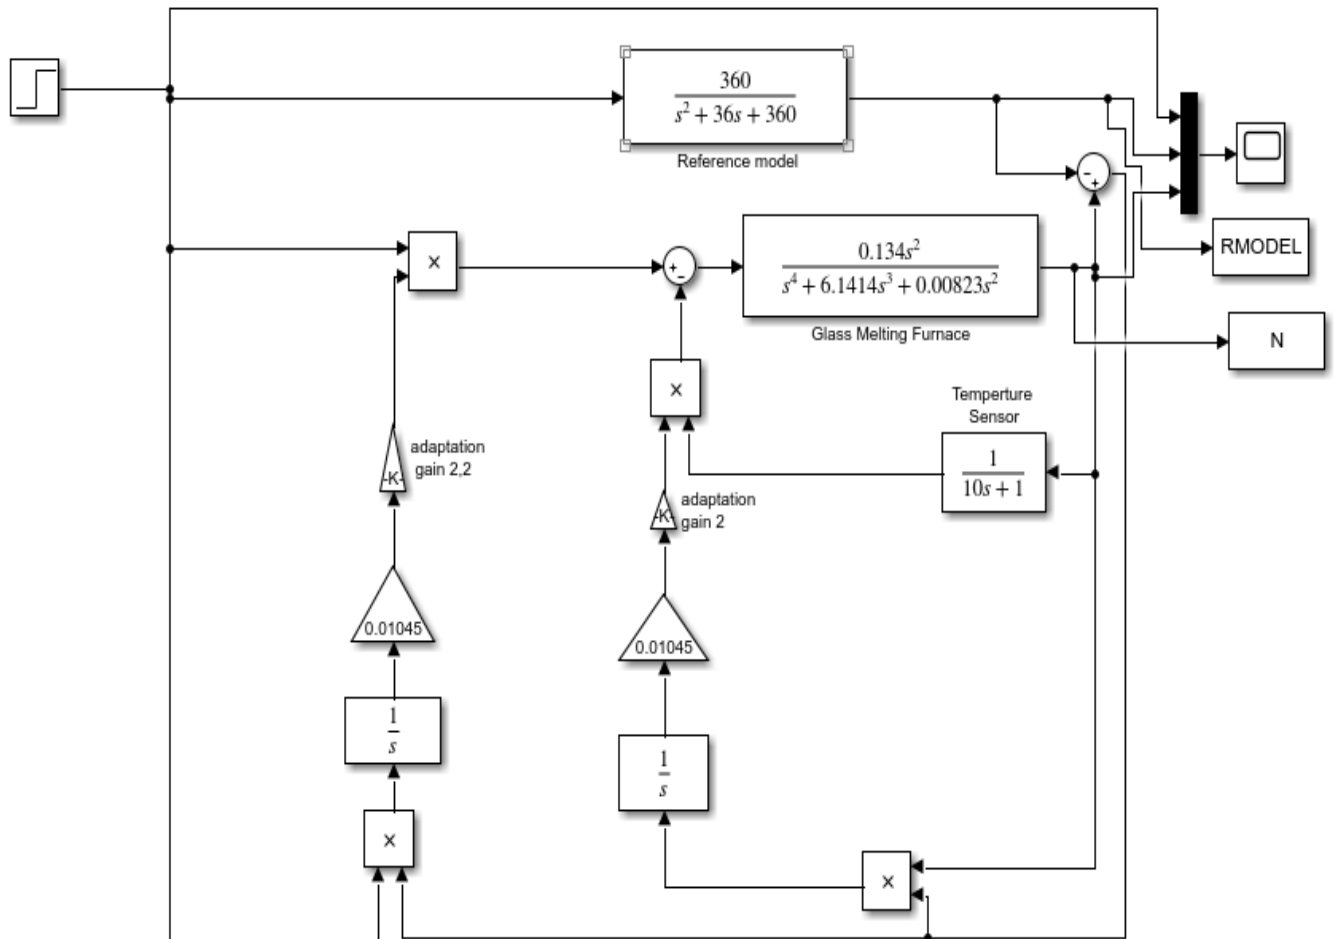 360
s² + 36s + 360
Reference model
×
+
-
-
+
0.134s²
s⁴ + 6.1414s³ + 0.00823s²
Glass Melting Furnace
RMODEL
N
×
Temperture
Sensor
1
10s + 1
adaptation
gain 2,2
-K-
adaptation
gain 2
-K-
0.01045
0.01045
1
s
1
s
×
×